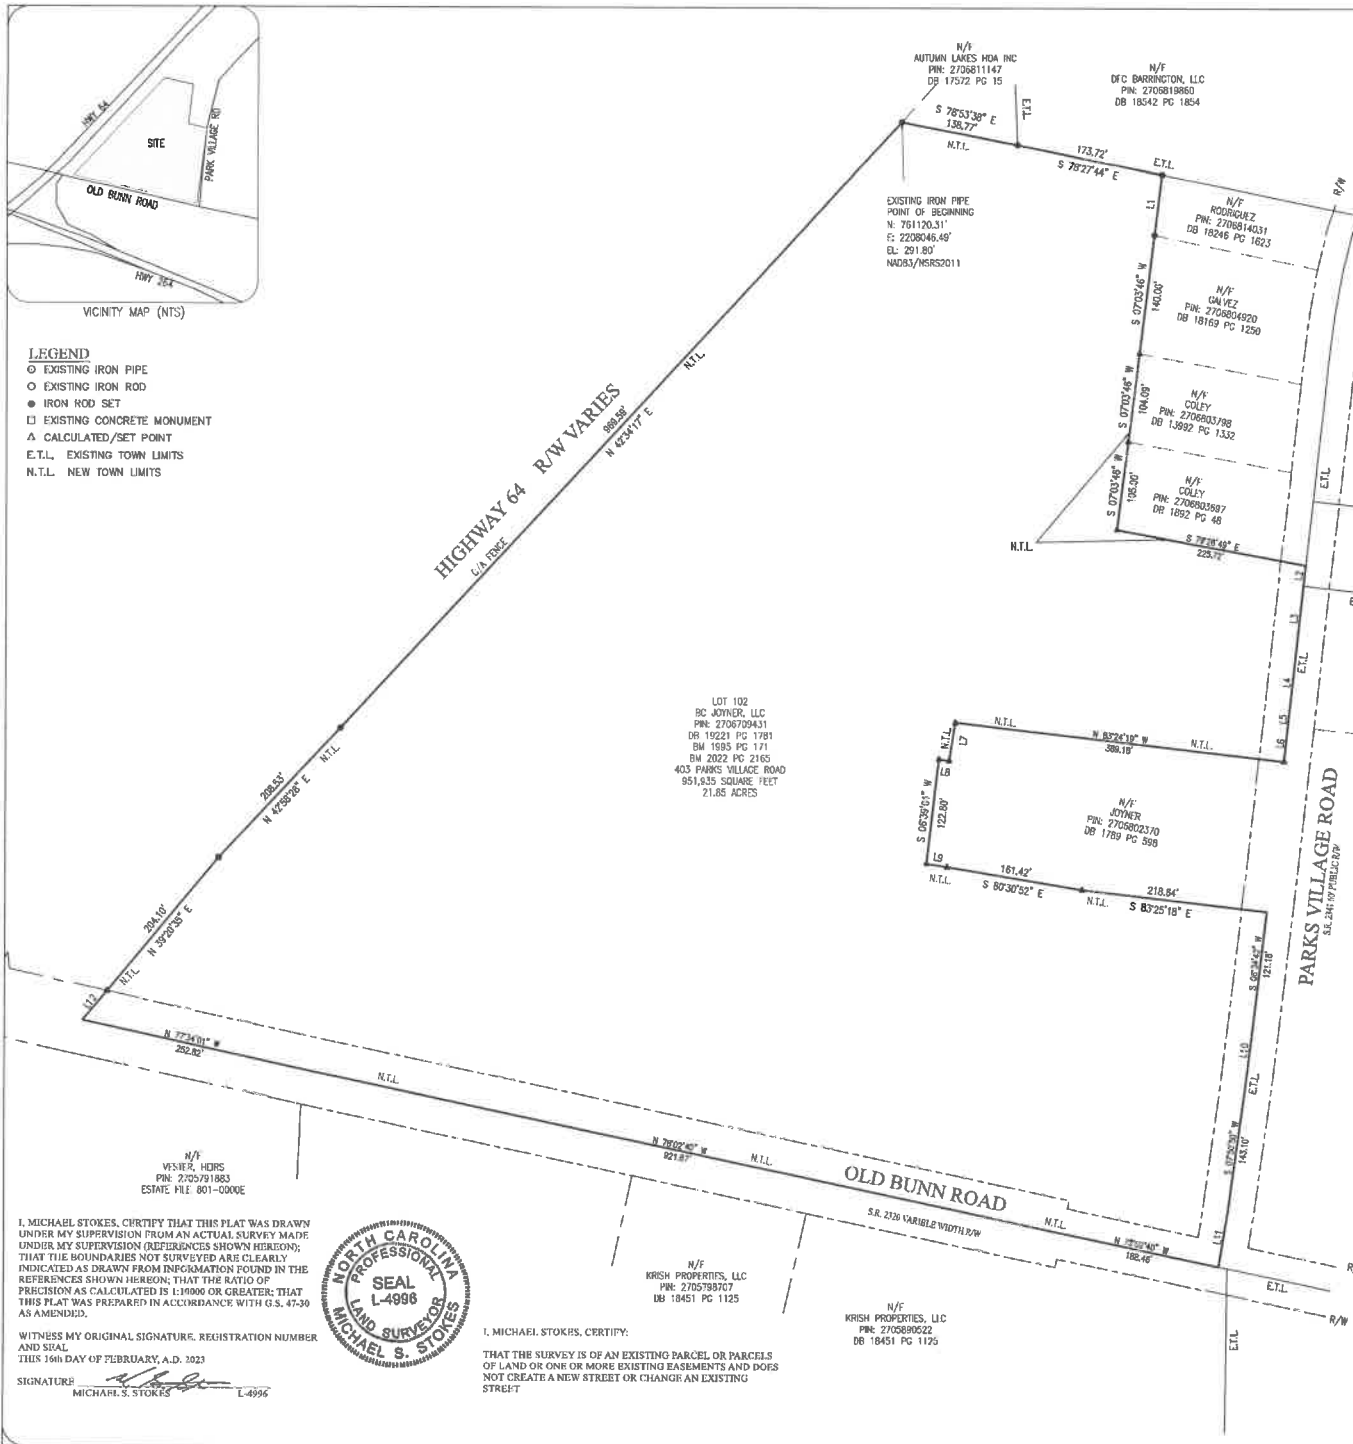 HWY 64
SITE
PARK VILLAGE RD
OLD BUNN ROAD
HWY 264
VICINITY MAP (NTS)
LEGEND
EXISTING IRON PIPE
EXISTING IRON ROD
IRON ROD SET
EXISTING CONCRETE MONUMENT
CALCULATED/SET POINT
E.T.L. EXISTING TOWN LIMITS
N.T.L. NEW TOWN LIMITS
N/F
AUTUMN LAKES HOA INC
PIN: 2706811147
DB 17572 PG 15
N/F
DFC BARRINGTON, LLC
PIN: 2706819860
DB 18542 PG 1854
S 78°53'38" E
138.77'
N.T.L.
E.T.L.
173.72'
S 78°27'44" E
E.T.L.
R/W
EXISTING IRON PIPE
POINT OF BEGINNING
N: 761120.31'
E: 2208046.49'
EL: 291.80'
NAD83/NSRS2011
L1
N/F
RODRIGUEZ
PIN: 2706814031
DB 18246 PG 1623
S 07°03'46" W
140.00'
N/F
GALVEZ
PIN: 2706804920
DB 18169 PG 1250
S 07°03'46" W
104.09'
N/F
COLEY
PIN: 2706803798
DB 13992 PG 1332
S 07°03'46" W
105.00'
N/F
COLEY
PIN: 2706803697
DB 1892 PG 48
E.T.L.
N.T.L.
225.72'
L2
L3
E.T.L.
L4
L5
L6
N.T.L.
HIGHWAY 64 R/W VARIES
969.58'
N 42°34'17" E
C/A FENCE
LOT 102
BC JOYNER, LLC
PIN: 2706709431
DB 19221 PG 1781
BM 1995 PG 171
BM 2022 PG 2165
403 PARKS VILLAGE ROAD
951,935 SQUARE FEET
21.85 ACRES
N.T.L.
N 83°24'19" W
389.18'
N.T.L.
N.T.L.
L7
L8
S 06°39'01" W
122.80'
N/F
JOYNER
PIN: 2706802370
DB 1789 PG 598
L9
N.T.L.
161.42'
S 80°30'52" E
N.T.L.
218.84'
S 83°25'18" E
PARKS VILLAGE ROAD
121.18'
L10
E.T.L.
143.10'
L11
N.T.L.
208.53'
N 42°58'28" E
204.10'
N 39°20'35" E
N.T.L.
L12
N 77°34'01" W
252.82'
N.T.L.
921.87'
N.T.L.
OLD BUNN ROAD
S.R. 2320 VARIBLE WIDTH R/W
N.T.L.
188.46'
E.T.L.
R/W
E.T.L.
N/F
VESTER, HEIRS
PIN: 2705791883
ESTATE FILE 801-0000E
N/F
KRISH PROPERTIES, LLC
PIN: 2705798707
DB 18451 PG 1125
N/F
KRISH PROPERTIES, LLC
PIN: 2705890522
DB 18451 PG 1125
I, MICHAEL STOKES, CERTIFY THAT THIS PLAT WAS DRAWN
UNDER MY SUPERVISION FROM AN ACTUAL SURVEY MADE
UNDER MY SUPERVISION (REFERENCES SHOWN HEREON);
THAT THE BOUNDARIES NOT SURVEYED ARE CLEARLY
INDICATED AS DRAWN FROM INFORMATION FOUND IN THE
REFERENCES SHOWN HEREON; THAT THE RATIO OF
PRECISION AS CALCULATED IS 1:10000 OR GREATER; THAT
THIS PLAT WAS PREPARED IN ACCORDANCE WITH G.S. 47-30
AS AMENDED.
WITNESS MY ORIGINAL SIGNATURE, REGISTRATION NUMBER
AND SEAL
THIS 16th DAY OF FEBRUARY, A.D. 2023
SIGNATURE
MICHAEL S. STOKES L-4996
NORTH CAROLINA
PROFESSIONAL
SEAL
L-4996
LAND SURVEYOR
MICHAEL S. STOKES
I, MICHAEL STOKES, CERTIFY:
THAT THE SURVEY IS OF AN EXISTING PARCEL OR PARCELS
OF LAND OR ONE OR MORE EXISTING EASEMENTS AND DOES
NOT CREATE A NEW STREET OR CHANGE AN EXISTING
STREET